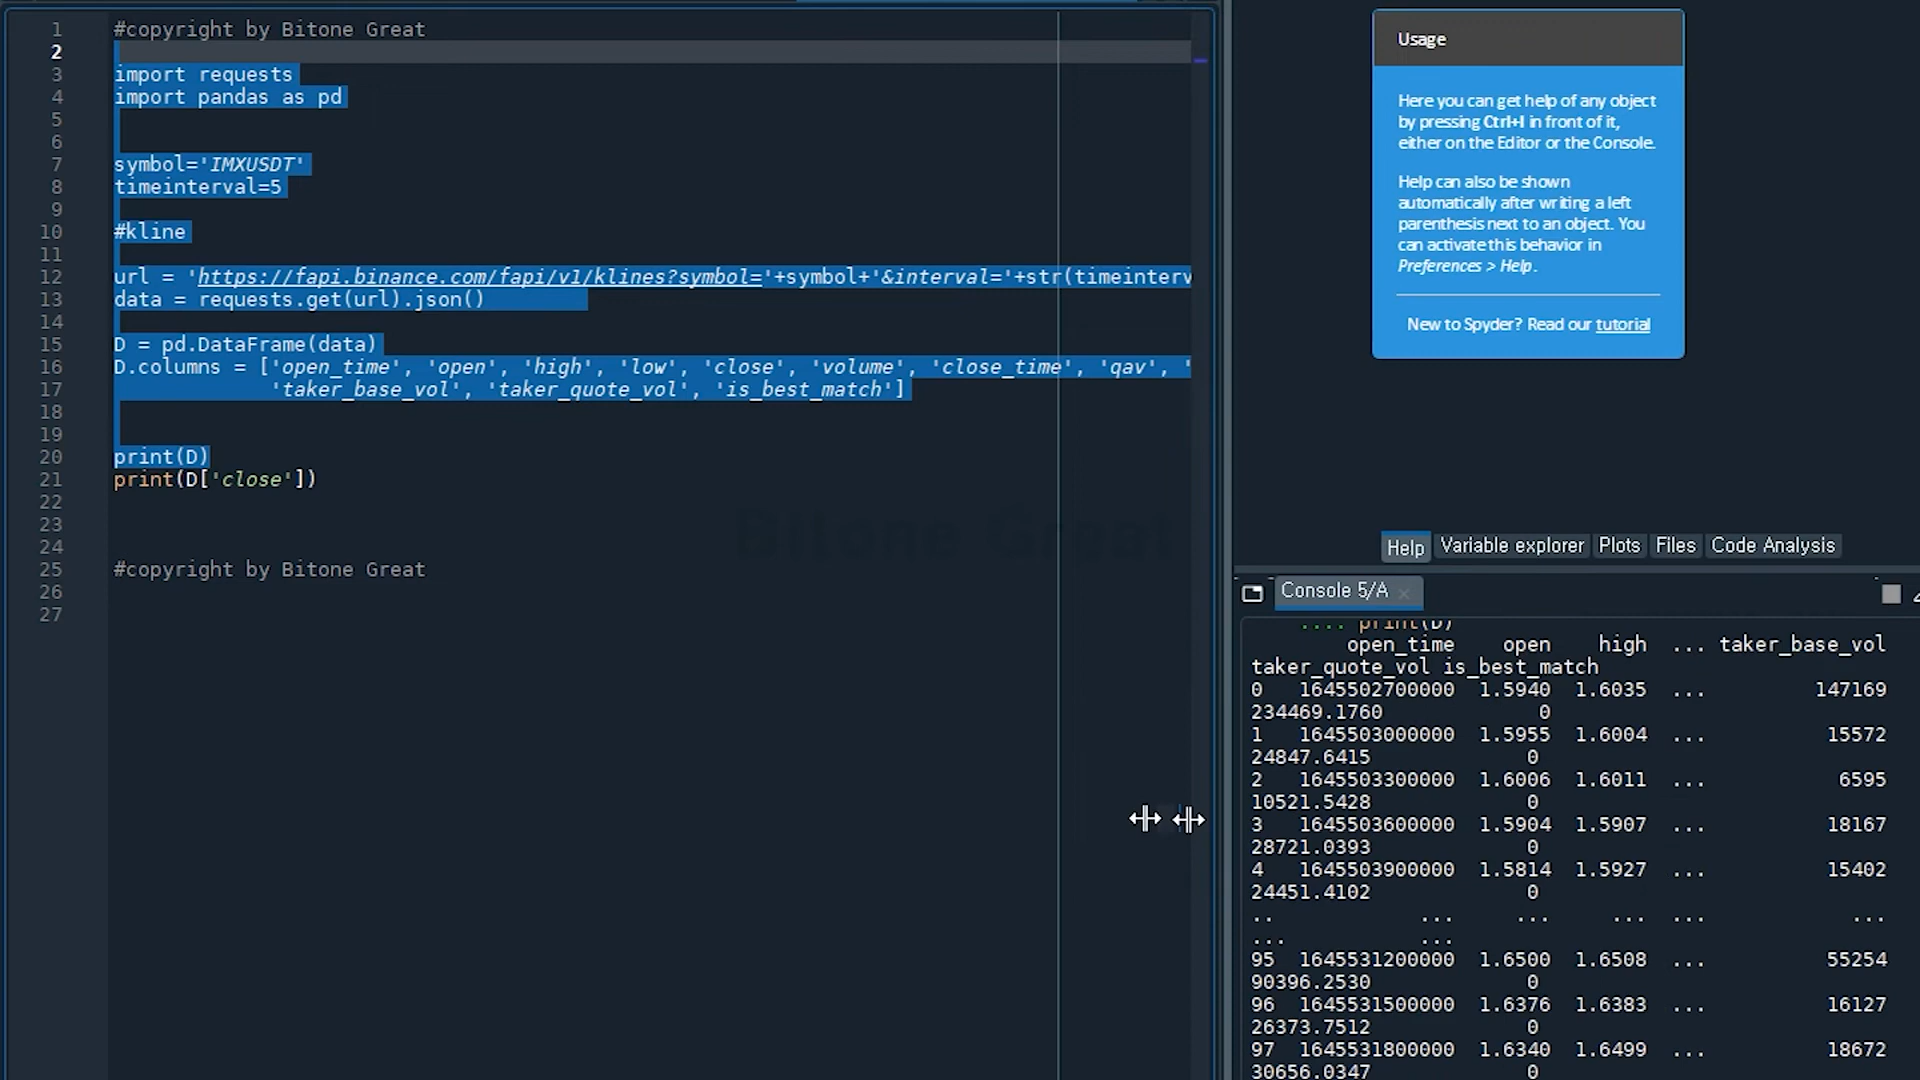 1 #copyright by Bitone Great
2
3 import requests
4 import pandas as pd
5
6
7 symbol='IMXUSDT'
8 timeinterval=5
9
10 #kline
11
12 url = 'https://fapi.binance.com/fapi/v1/klines?symbol='+symbol+'&interval='+str(timeinterv
13 data = requests.get(url).json()
14
15 D = pd.DataFrame(data)
16 D.columns = ['open_time', 'open', 'high', 'low', 'close', 'volume', 'close_time', 'qav', '
17 'taker_base_vol', 'taker_quote_vol', 'is_best_match']
18
19
20 print(D)
21 print(D['close'])
22
23
24
25 #copyright by Bitone Great
26
27
Bitone Great
Usage
Here you can get help of any object
by pressing Ctrl+I in front of it,
either on the Editor or the Console.
Help can also be shown
automatically after writing a left
parenthesis next to an object. You
can activate this behavior in
Preferences > Help.
New to Spyder? Read our tutorial
Help Variable explorer Plots Files Code Analysis
Console 5/A
.... print(D)
open_time open high ... taker_base_vol
taker_quote_vol is_best_match
0 1645502700000 1.5940 1.6035 ... 147169
234469.1760 0
1 1645503000000 1.5955 1.6004 ... 15572
24847.6415 0
2 1645503300000 1.6006 1.6011 ... 6595
10521.5428 0
3 1645503600000 1.5904 1.5907 ... 18167
28721.0393 0
4 1645503900000 1.5814 1.5927 ... 15402
24451.4102 0
.. ... ... ... ... ...
... ...
95 1645531200000 1.6500 1.6508 ... 55254
90396.2530 0
96 1645531500000 1.6376 1.6383 ... 16127
26373.7512 0
97 1645531800000 1.6340 1.6499 ... 18672
30656.0347 0